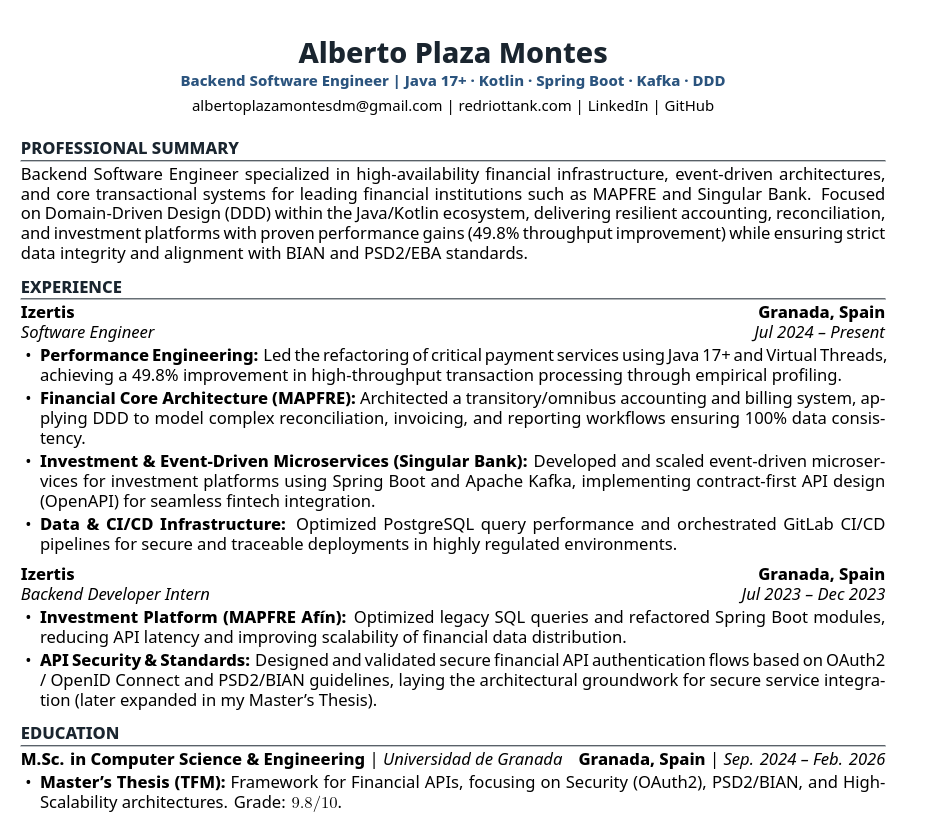 Alberto Plaza Montes
Backend Software Engineer | Java 17+ · Kotlin · Spring Boot · Kafka · DDD
albertoplazamontesdm@gmail.com | redriottank.com | LinkedIn | GitHub
PROFESSIONAL SUMMARY
Backend Software Engineer specialized in high-availability financial infrastructure, event-driven architectures,
and core transactional systems for leading financial institutions such as MAPFRE and Singular Bank. Focused
on Domain-Driven Design (DDD) within the Java/Kotlin ecosystem, delivering resilient accounting, reconciliation,
and investment platforms with proven performance gains (49.8% throughput improvement) while ensuring strict
data integrity and alignment with BIAN and PSD2/EBA standards.
EXPERIENCE
Izertis Granada, Spain
Software Engineer Jul 2024 – Present
• Performance Engineering: Led the refactoring of critical payment services using Java 17+ and Virtual Threads,
achieving a 49.8% improvement in high-throughput transaction processing through empirical profiling.
• Financial Core Architecture (MAPFRE): Architected a transitory/omnibus accounting and billing system, ap-
plying DDD to model complex reconciliation, invoicing, and reporting workflows ensuring 100% data consis-
tency.
• Investment & Event-Driven Microservices (Singular Bank): Developed and scaled event-driven microser-
vices for investment platforms using Spring Boot and Apache Kafka, implementing contract-first API design
(OpenAPI) for seamless fintech integration.
• Data & CI/CD Infrastructure: Optimized PostgreSQL query performance and orchestrated GitLab CI/CD
pipelines for secure and traceable deployments in highly regulated environments.
Izertis Granada, Spain
Backend Developer Intern Jul 2023 – Dec 2023
• Investment Platform (MAPFRE Afín): Optimized legacy SQL queries and refactored Spring Boot modules,
reducing API latency and improving scalability of financial data distribution.
• API Security & Standards: Designed and validated secure financial API authentication flows based on OAuth2
/ OpenID Connect and PSD2/BIAN guidelines, laying the architectural groundwork for secure service integra-
tion (later expanded in my Master’s Thesis).
EDUCATION
M.Sc. in Computer Science & Engineering | Universidad de Granada Granada, Spain | Sep. 2024 – Feb. 2026
• Master’s Thesis (TFM): Framework for Financial APIs, focusing on Security (OAuth2), PSD2/BIAN, and High-
Scalability architectures. Grade: 9.8/10.